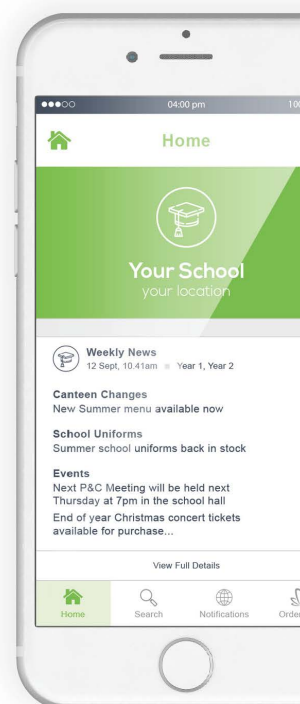 04:00 pm
Home
Your School
your location
Weekly News
12 Sept, 10.41am Year 1, Year 2
Canteen Changes
New Summer menu available now
School Uniforms
Summer school uniforms back in stock
Events
Next P&C Meeting will be held next
Thursday at 7pm in the school hall
End of year Christmas concert tickets
available for purchase...
View Full Details
Home Search Notifications